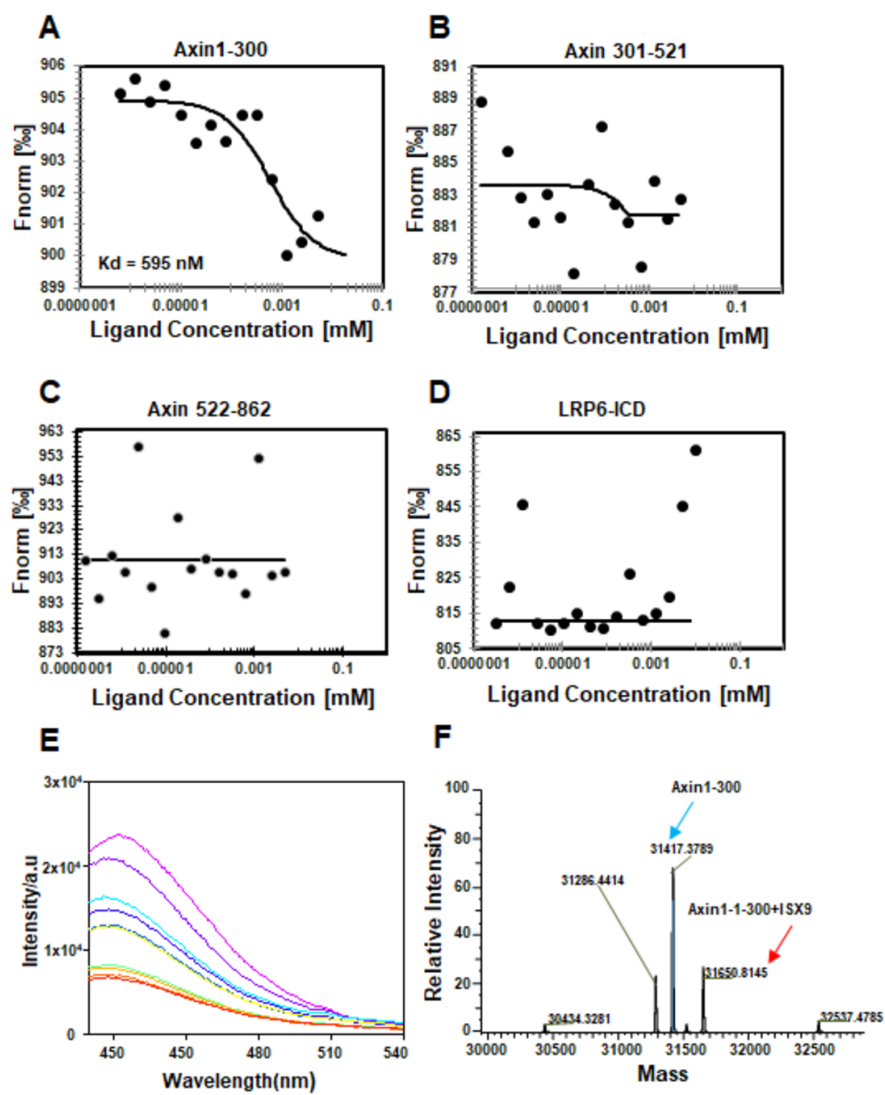 A
Axin1-300
906
905
904
903
902
901
900
899
Fnorm [‰]
Kd = 595 nM
0.0000001
0.00001
0.001
0.1
Ligand Concentration [mM]
B
Axin 301-521
891
889
887
885
883
881
879
877
Fnorm [‰]
0.0000001
0.00001
0.001
0.1
Ligand Concentration [mM]
C
Axin 522-862
963
953
943
933
923
913
903
893
883
873
Fnorm [‰]
0.0000001
0.00001
0.001
0.1
Ligand Concentration [mM]
D
LRP6-ICD
865
855
845
835
825
815
805
Fnorm [‰]
0.0000001
0.00001
0.001
0.1
Ligand Concentration [mM]
E
3x10⁴
2x10⁴
1x10⁴
0
Intensity/a.u
450
450
480
510
540
Wavelength(nm)
F
100
80
60
40
20
0
Relative Intensity
Axin1-300
31417.3789
31286.4414
Axin1-1-300+ISX9
31650.8145
30434.3281
32537.4785
30000
30500
31000
31500
32000
32500
Mass